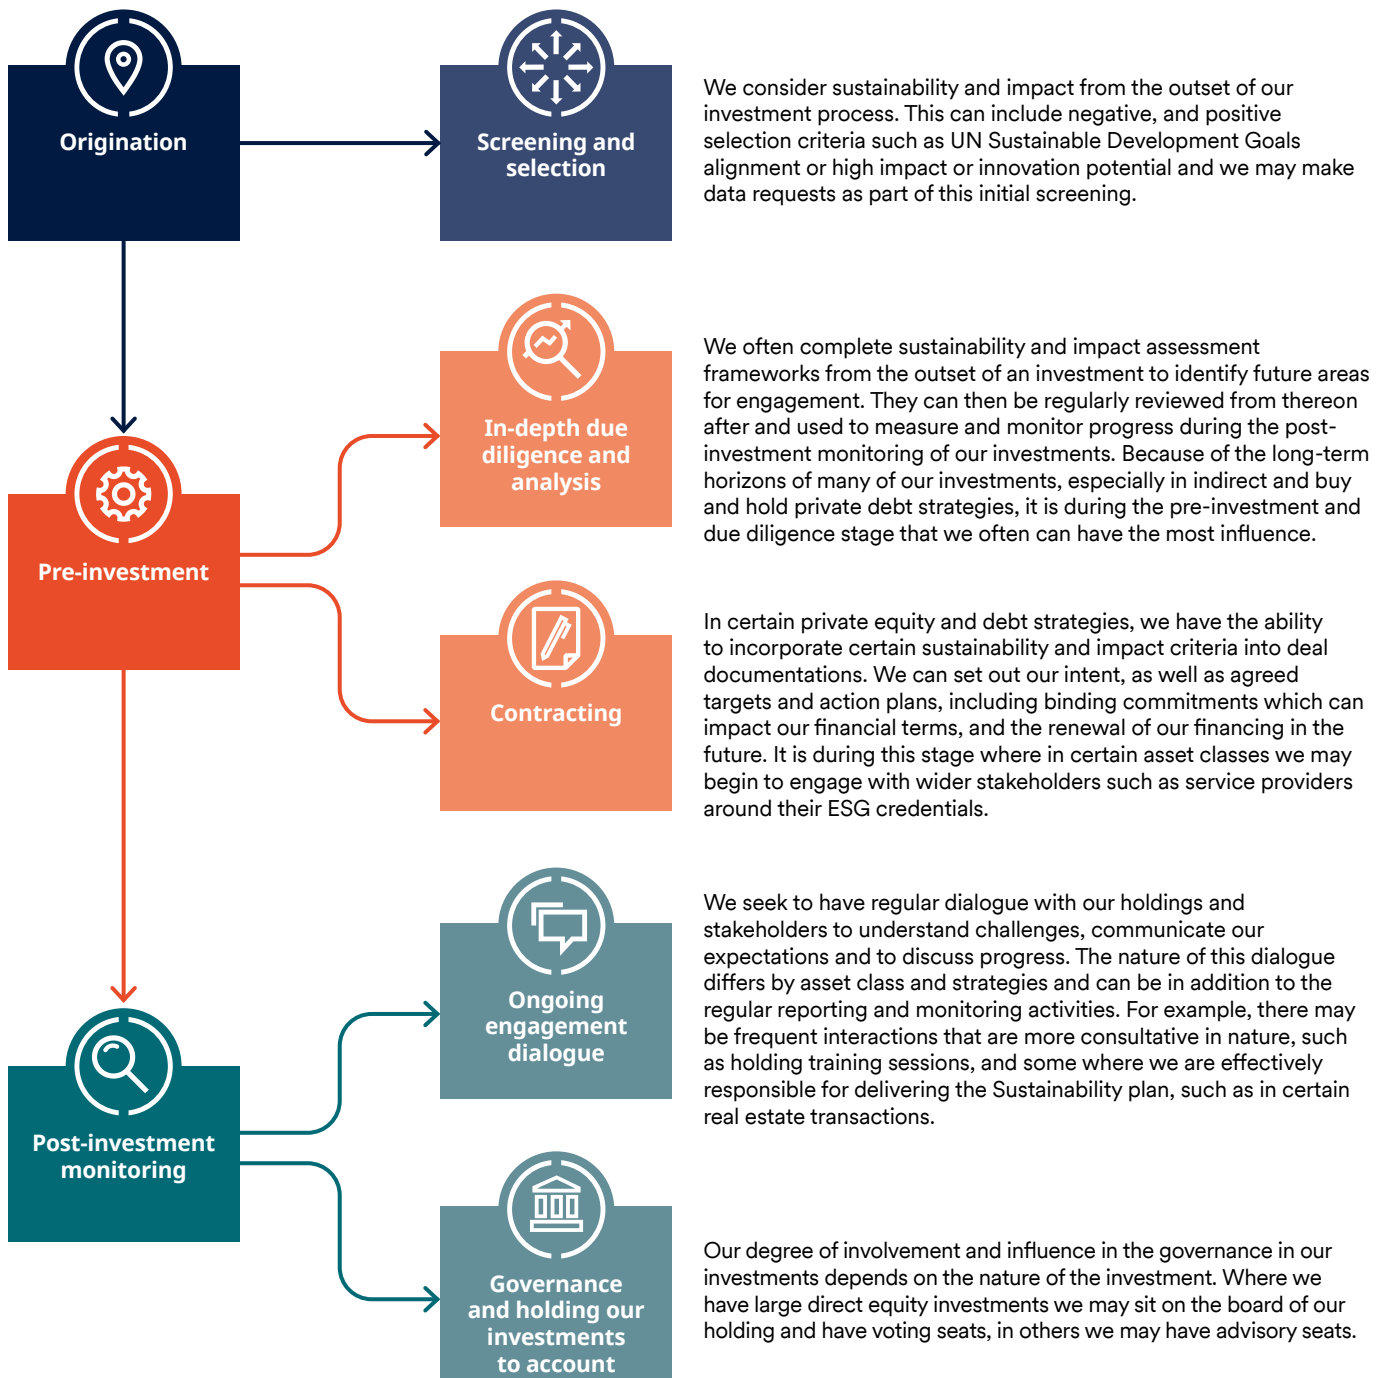 Origination
Screening and
selection
We consider sustainability and impact from the outset of our
investment process. This can include negative, and positive
selection criteria such as UN Sustainable Development Goals
alignment or high impact or innovation potential and we may make
data requests as part of this initial screening.
Pre-investment
In-depth due
diligence and
analysis
We often complete sustainability and impact assessment
frameworks from the outset of an investment to identify future areas
for engagement. They can then be regularly reviewed from thereon
after and used to measure and monitor progress during the post-
investment monitoring of our investments. Because of the long-term
horizons of many of our investments, especially in indirect and buy
and hold private debt strategies, it is during the pre-investment and
due diligence stage that we often can have the most influence.
Contracting
In certain private equity and debt strategies, we have the ability
to incorporate certain sustainability and impact criteria into deal
documentations. We can set out our intent, as well as agreed
targets and action plans, including binding commitments which can
impact our financial terms, and the renewal of our financing in the
future. It is during this stage where in certain asset classes we may
begin to engage with wider stakeholders such as service providers
around their ESG credentials.
Post-investment
monitoring
Ongoing
engagement
dialogue
We seek to have regular dialogue with our holdings and
stakeholders to understand challenges, communicate our
expectations and to discuss progress. The nature of this dialogue
differs by asset class and strategies and can be in addition to the
regular reporting and monitoring activities. For example, there may
be frequent interactions that are more consultative in nature, such
as holding training sessions, and some where we are effectively
responsible for delivering the Sustainability plan, such as in certain
real estate transactions.
Governance
and holding our
investments
to account
Our degree of involvement and influence in the governance in our
investments depends on the nature of the investment. Where we
have large direct equity investments we may sit on the board of our
holding and have voting seats, in others we may have advisory seats.